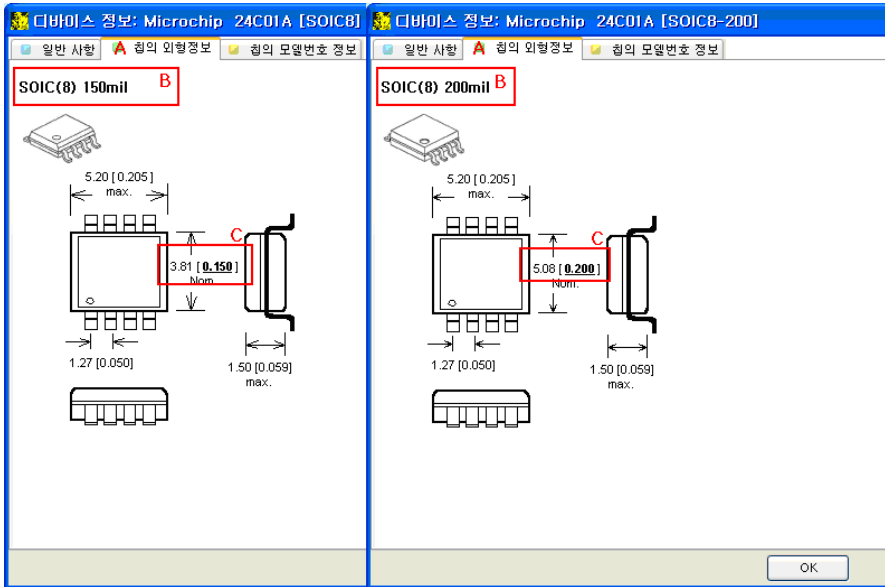 디바이스 정보: Microchip 24C01A [SOIC8]
일반 사항 A 칩의 외형정보 칩의 모델번호 정보
SOIC(8) 150mil B
5.20 [ 0.205 ]
max.
C
3.81 [ 0.150 ]
Nom.
1.27 [0.050]
1.50 [0.059]
max.
디바이스 정보: Microchip 24C01A [SOIC8-200]
일반 사항 A 칩의 외형정보 칩의 모델번호 정보
SOIC(8) 200mil B
5.20 [ 0.205 ]
max.
C
5.08 [ 0.200 ]
Nom.
1.27 [0.050]
1.50 [0.059]
max.
OK